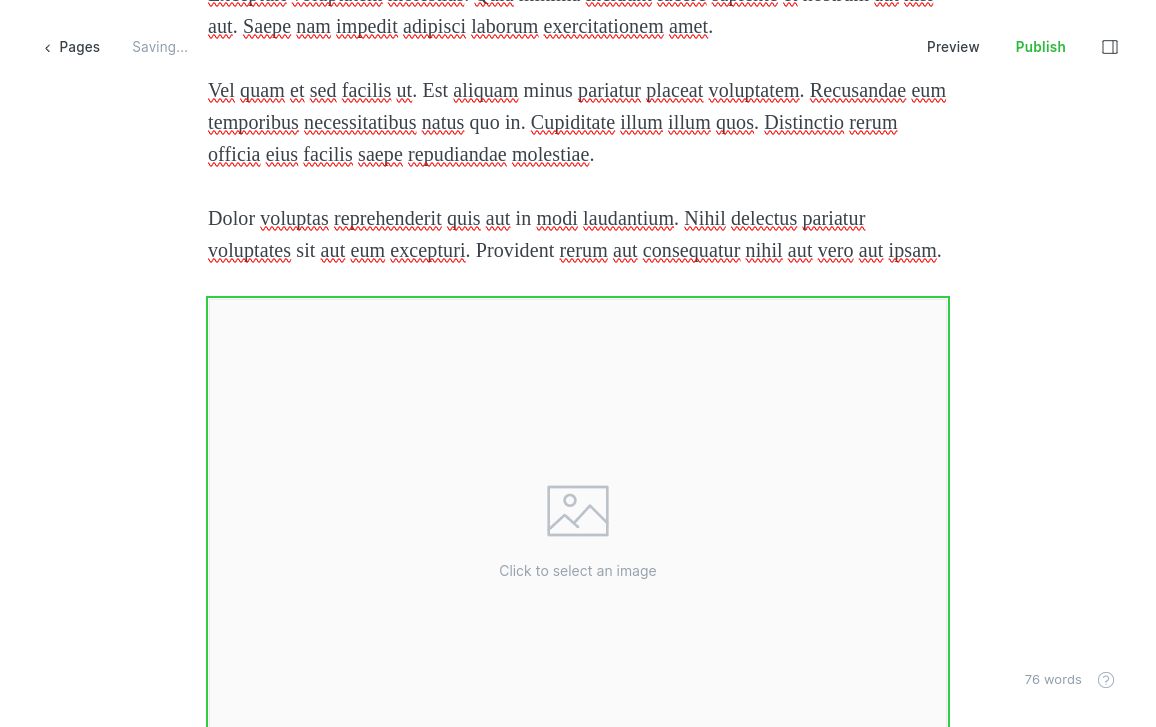 aut. Saepe nam impedit adipisci laborum exercitationem amet.
Pages
Saving...
Preview
Publish
Vel quam et sed facilis ut. Est aliquam minus pariatur placeat voluptatem. Recusandae eum
temporibus necessitatibus natus quo in. Cupiditate illum illum quos. Distinctio rerum
officia eius facilis saepe repudiandae molestiae.
Dolor voluptas reprehenderit quis aut in modi laudantium. Nihil delectus pariatur
voluptates sit aut eum excepturi. Provident rerum aut consequatur nihil aut vero aut ipsam.
Click to select an image
76 words